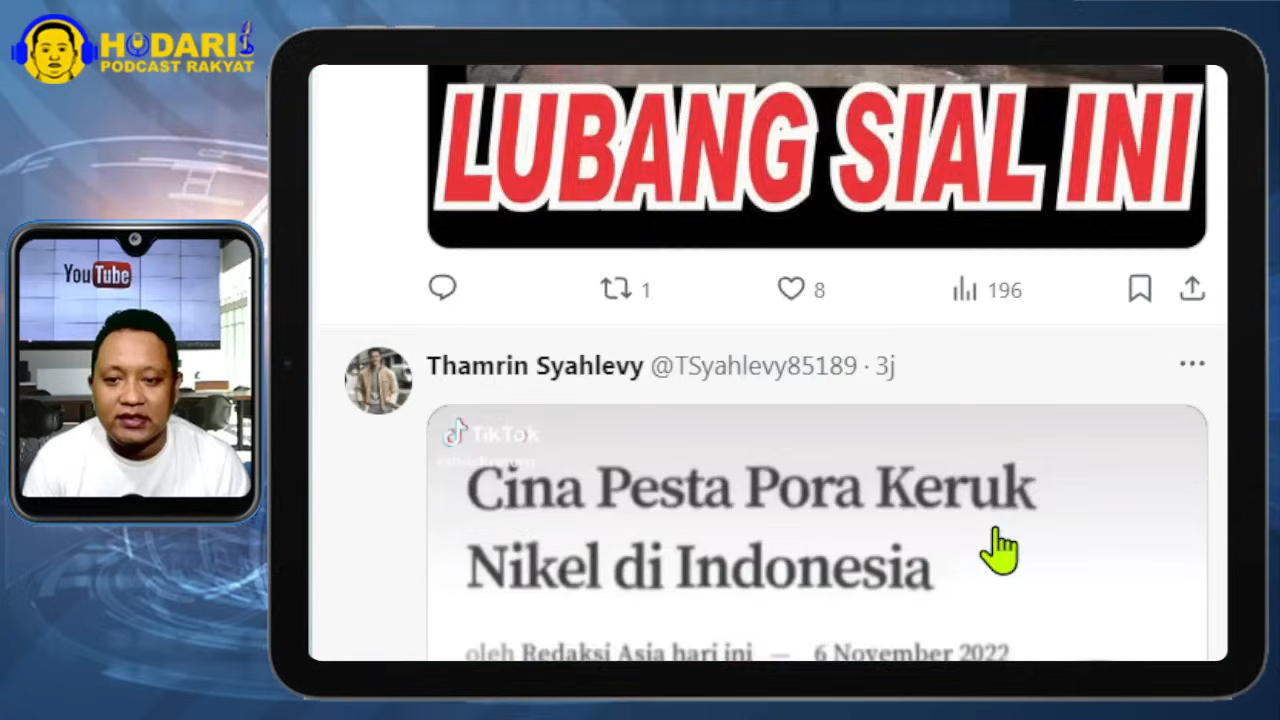 HODARI
PODCAST RAKYAT
YouTube
LUBANG SIAL INI
1
8
196
Thamrin Syahlevy @TSyahlevy85189 · 3j
TikTok
Cina Pesta Pora Keruk
Nikel di Indonesia
oleh Redaksi Asia hari ini — 6 November 2022